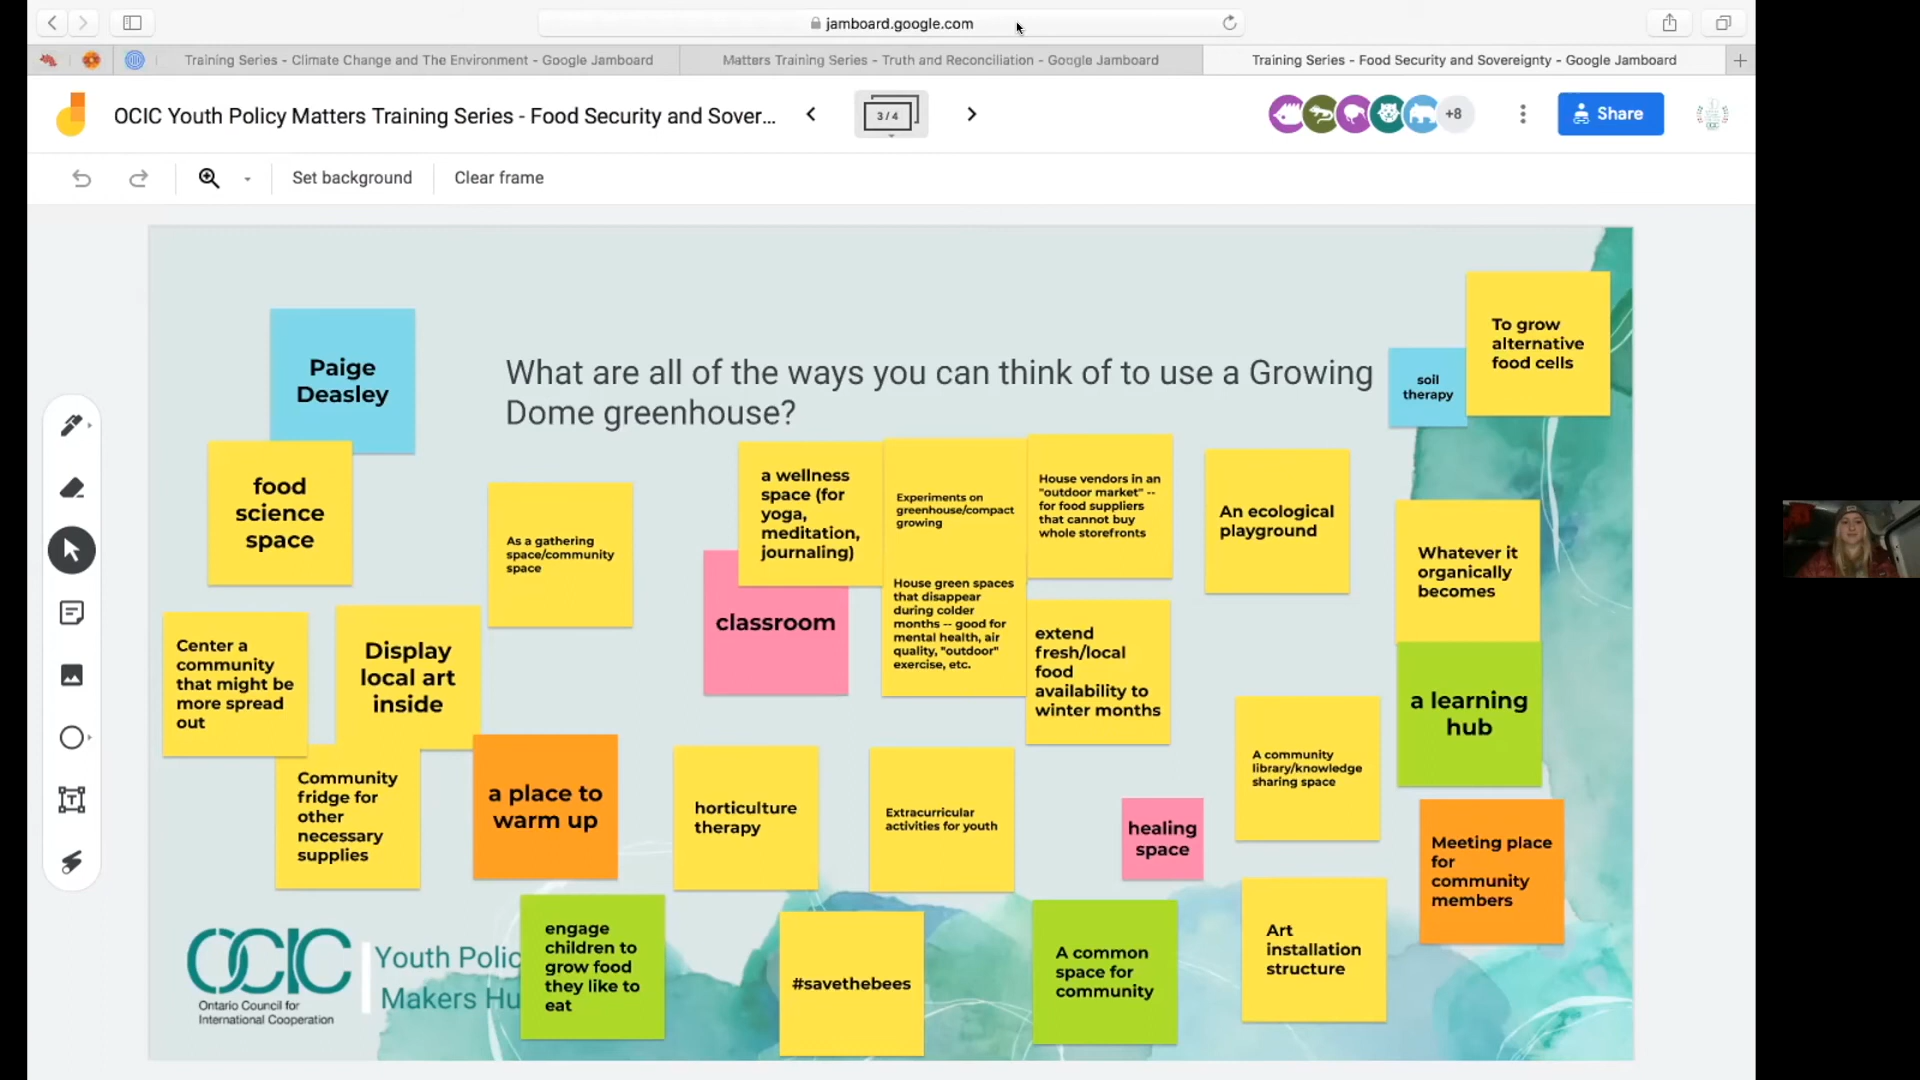 jamboard.google.com
Training Series - Climate Change and The Environment - Google Jamboard
Matters Training Series - Truth and Reconciliation - Google Jamboard
Training Series - Food Security and Sovereignty - Google Jamboard
OCIC Youth Policy Matters Training Series - Food Security and Sover...
3 / 4
+8
Share
Set background
Clear frame
Paige
Deasley
What are all of the ways you can think of to use a Growing
Dome greenhouse?
soil
therapy
To grow
alternative
food cells
food
science
space
As a gathering
space/community
space
a wellness
space (for
yoga,
meditation,
journaling)
Experiments on
greenhouse/compact
growing
House vendors in an
"outdoor market" --
for food suppliers
that cannot buy
whole storefronts
An ecological
playground
Whatever it
organically
becomes
Center a
community
that might be
more spread
out
Display
local art
inside
classroom
House green spaces
that disappear
during colder
months -- good for
mental health, air
quality, "outdoor"
exercise, etc.
extend
fresh/local
food
availability to
winter months
a learning
hub
Community
fridge for
other
necessary
supplies
a place to
warm up
horticulture
therapy
Extracurricular
activities for youth
healing
space
A community
library/knowledge
sharing space
Meeting place
for
community
members
OCIC
Ontario Council for
International Cooperation
Youth Polic
Makers Hu
engage
children to
grow food
they like to
eat
#savethebees
A common
space for
community
Art
installation
structure